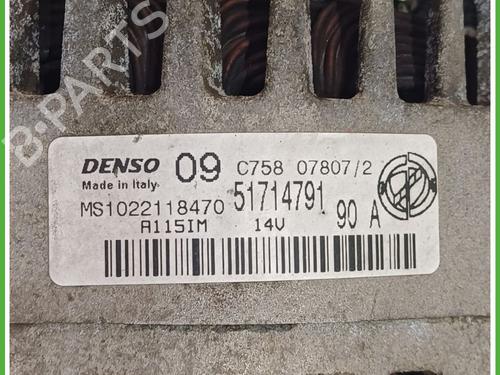 B-PARTS
DENSO 09 C758 07807/2
Made in Italy
MS1022118470 51714791
A115IM 14V 90 A